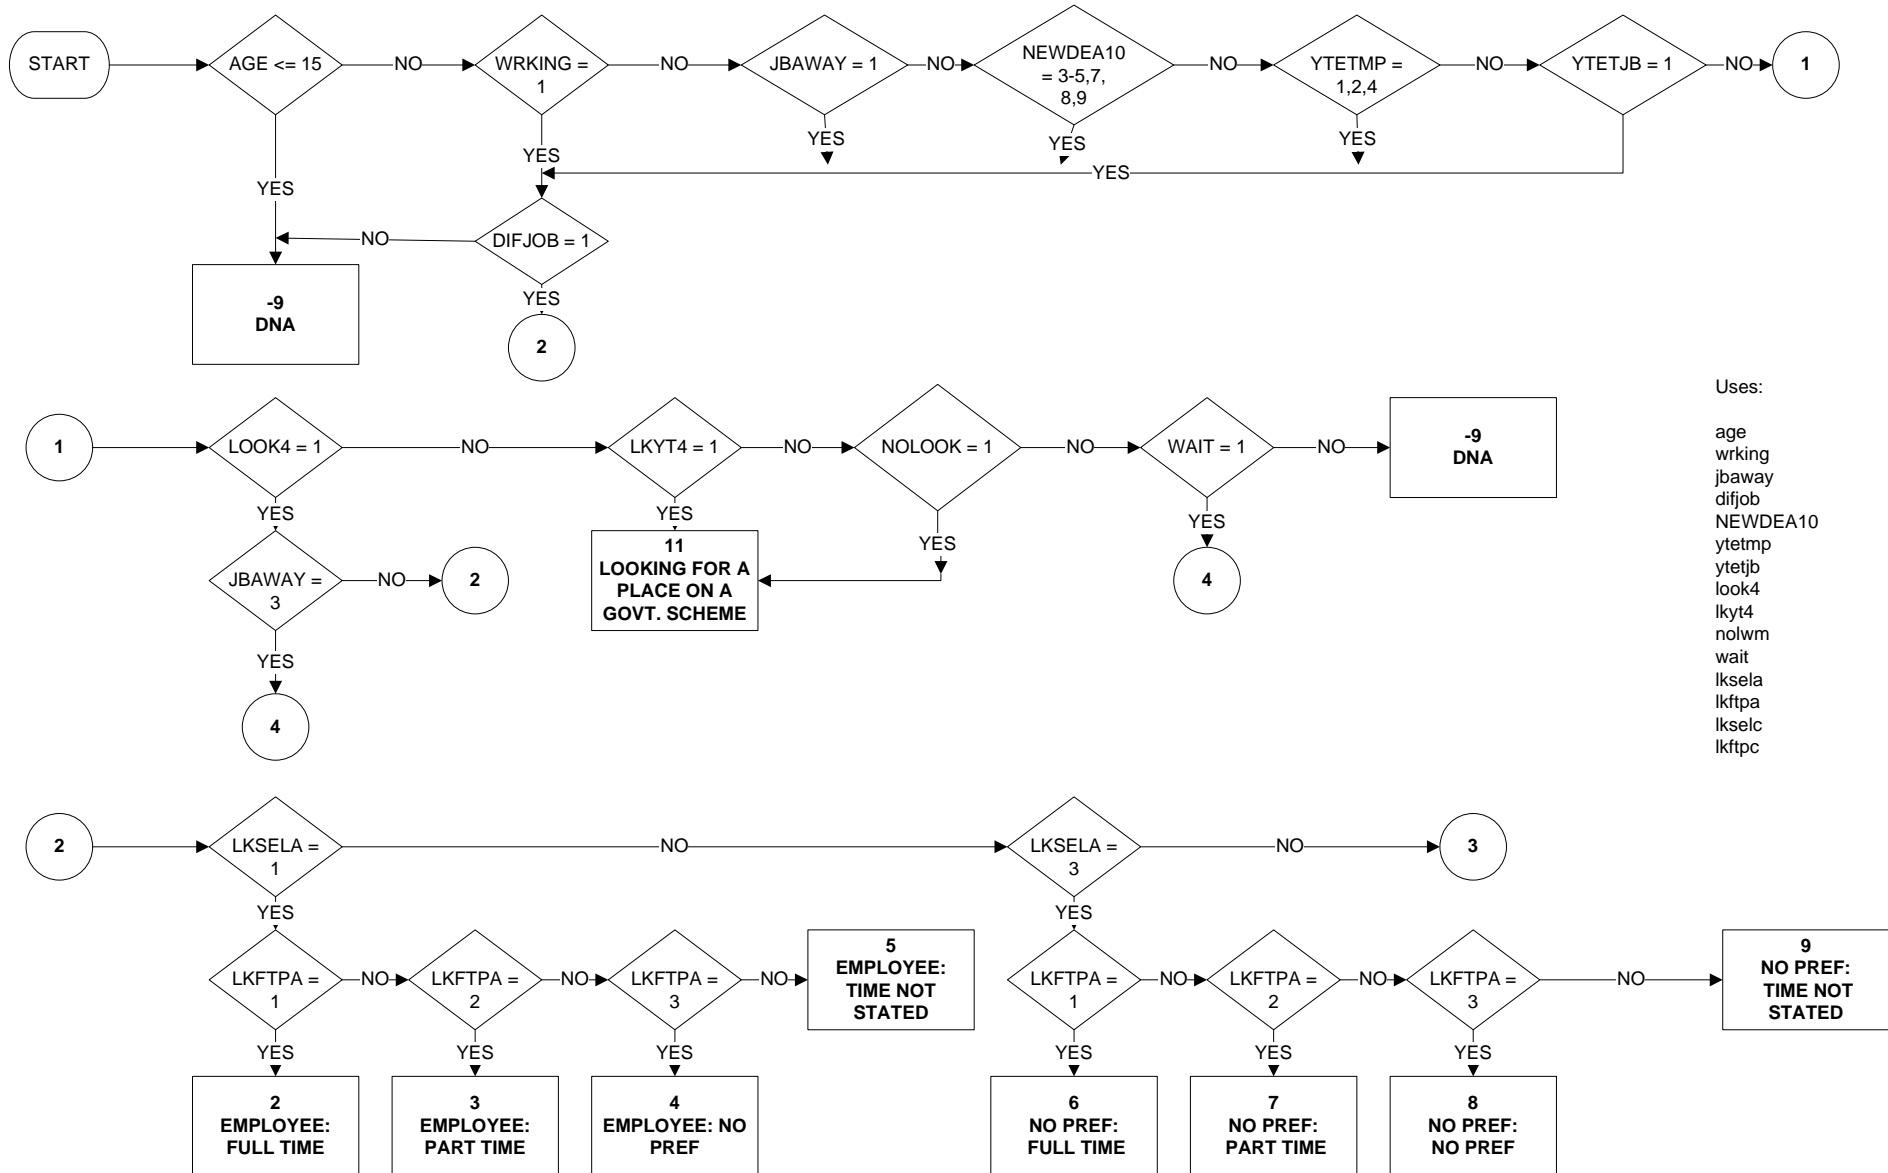 START
AGE <= 15
NO
WRKING =
1
NO
JBAWAY = 1
NO
NEWDEA10
= 3-5,7,
8,9
NO
YTETMP =
1,2,4
NO
YTETJB = 1
NO
1
YES
YES
YES
YES
YES
YES
DIFJOB = 1
NO
YES
-9
DNA
2
Uses:
age
wrking
jbaway
difjob
NEWDEA10
ytetmp
ytetjb
look4
lkyt4
nolwm
wait
lksela
lkftpa
lkselc
lkftpc
1
LOOK4 = 1
NO
LKYT4 = 1
NO
NOLOOK = 1
NO
WAIT = 1
NO
-9
DNA
YES
YES
YES
YES
JBAWAY =
3
NO
2
11
LOOKING FOR A
PLACE ON A
GOVT. SCHEME
4
YES
4
2
LKSELA =
1
NO
LKSELA =
3
NO
3
YES
YES
LKFTPA =
1
NO
LKFTPA =
2
NO
LKFTPA =
3
NO
5
EMPLOYEE:
TIME NOT
STATED
LKFTPA =
1
NO
LKFTPA =
2
NO
LKFTPA =
3
NO
9
NO PREF:
TIME NOT
STATED
YES
YES
YES
YES
YES
YES
2
EMPLOYEE:
FULL TIME
3
EMPLOYEE:
PART TIME
4
EMPLOYEE: NO
PREF
6
NO PREF:
FULL TIME
7
NO PREF:
PART TIME
8
NO PREF:
NO PREF